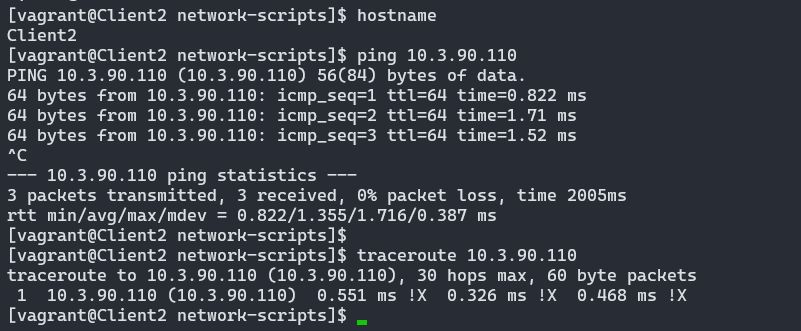 [vagrant@Client2 network-scripts]$ hostname
Client2
[vagrant@Client2 network-scripts]$ ping 10.3.90.110
PING 10.3.90.110 (10.3.90.110) 56(84) bytes of data.
64 bytes from 10.3.90.110: icmp_seq=1 ttl=64 time=0.822 ms
64 bytes from 10.3.90.110: icmp_seq=2 ttl=64 time=1.71 ms
64 bytes from 10.3.90.110: icmp_seq=3 ttl=64 time=1.52 ms
^C
--- 10.3.90.110 ping statistics ---
3 packets transmitted, 3 received, 0% packet loss, time 2005ms
rtt min/avg/max/mdev = 0.822/1.355/1.716/0.387 ms
[vagrant@Client2 network-scripts]$
[vagrant@Client2 network-scripts]$ traceroute 10.3.90.110
traceroute to 10.3.90.110 (10.3.90.110), 30 hops max, 60 byte packets
 1  10.3.90.110 (10.3.90.110)  0.551 ms !X  0.326 ms !X  0.468 ms !X
[vagrant@Client2 network-scripts]$